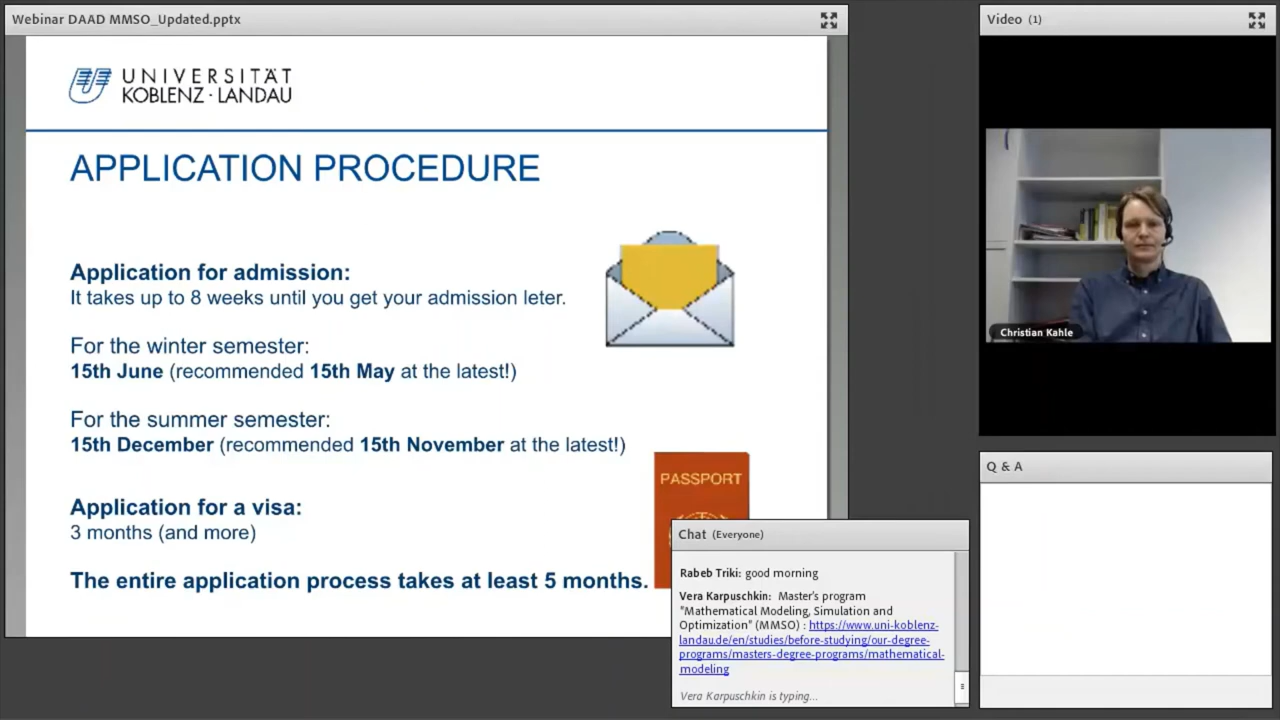 Webinar DAAD MMSO_Updated.pptx
UNIVERSITÄT
KOBLENZ · LANDAU
APPLICATION PROCEDURE
Application for admission:
It takes up to 8 weeks until you get your admission leter.
For the winter semester:
15th June (recommended 15th May at the latest!)
For the summer semester:
15th December (recommended 15th November at the latest!)
Application for a visa:
3 months (and more)
The entire application process takes at least 5 months.
PASSPORT
Chat (Everyone)
Rabeb Triki: good morning
Vera Karpuschkin: Master's program
"Mathematical Modeling, Simulation and
Optimization" (MMSO) : https://www.uni-koblenz-
landau.de/en/studies/before-studying/our-degree-
programs/masters-degree-programs/mathematical-
modeling
Vera Karpuschkin is typing...
Video (1)
Christian Kahle
Q & A